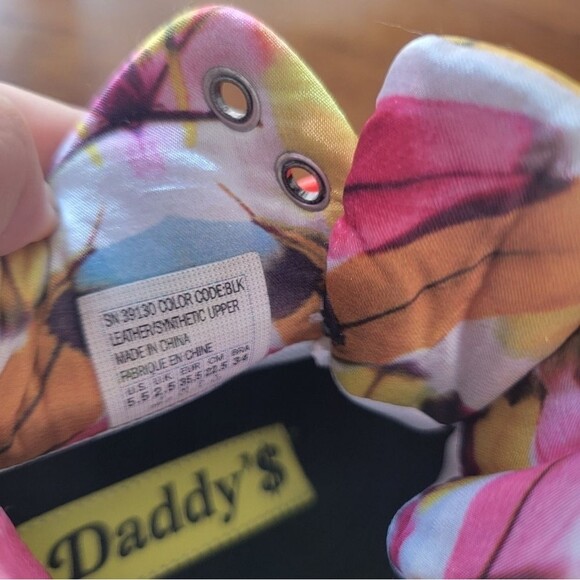 SN 39130 COLOR CODE:BLK
LEATHER/SYNTHETIC UPPER
MADE IN CHINA
FABRIQUE EN CHINE
U.S. U.K. EUR CM BRA
5.5 2.5 35.5 22.5 34
Daddy'$